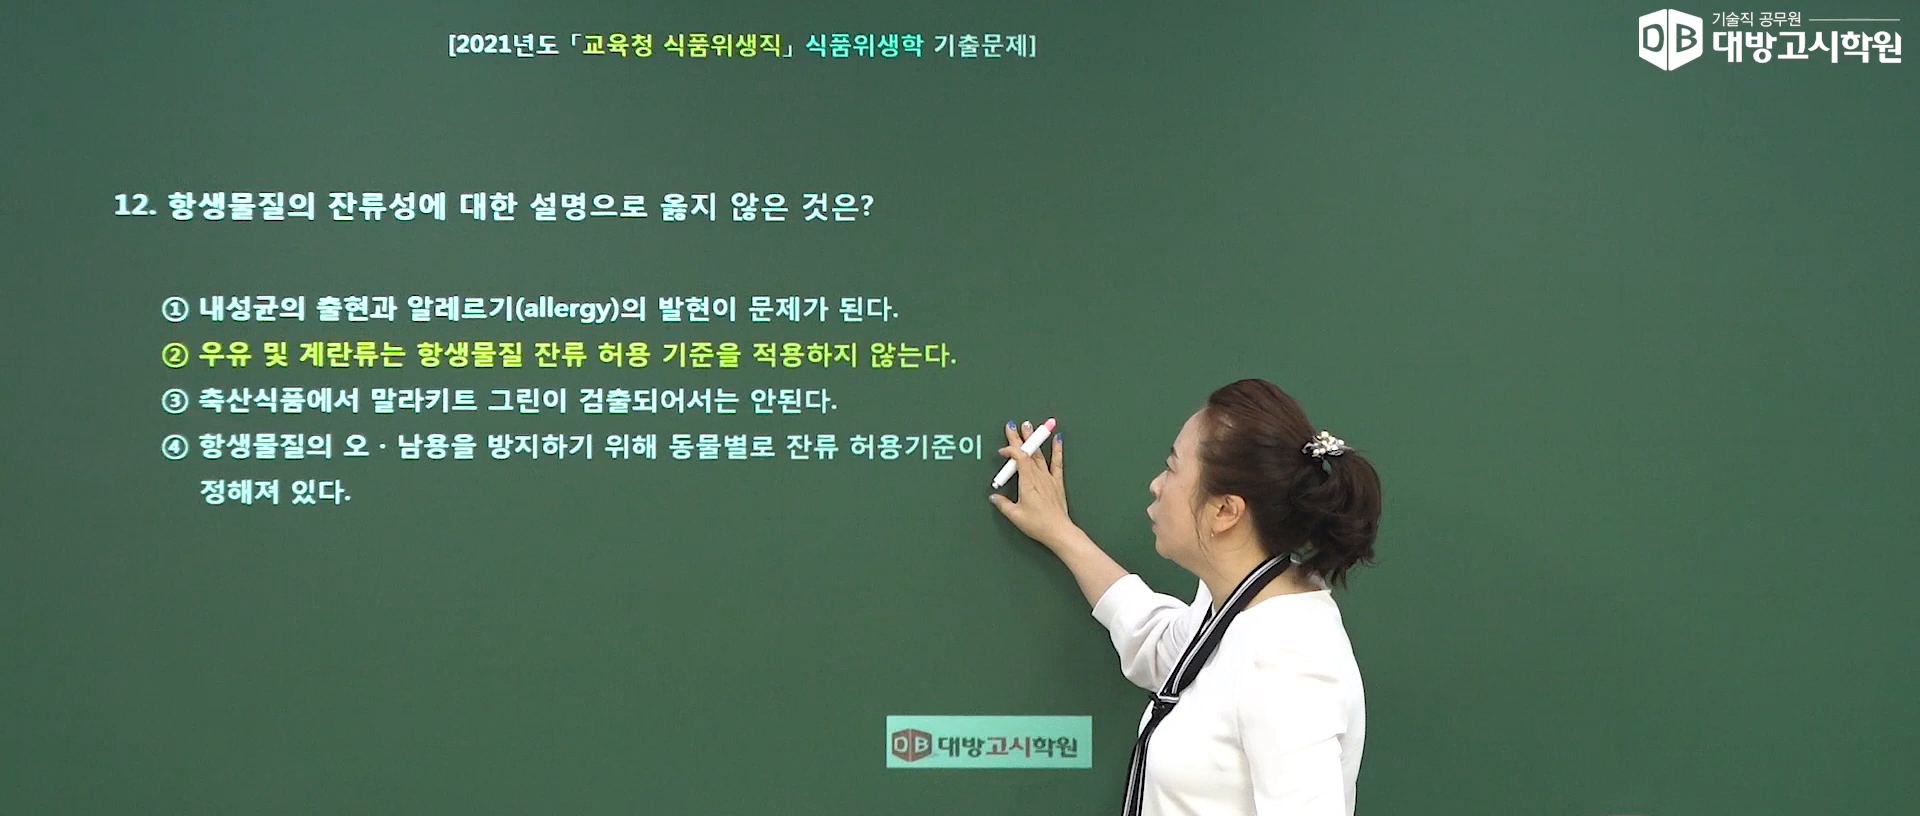 [2021년도 「교육청 식품위생직」 식품위생학 기출문제]
기술직 공무원
DB 대방고시학원
12. 항생물질의 잔류성에 대한 설명으로 옳지 않은 것은?
① 내성균의 출현과 알레르기(allergy)의 발현이 문제가 된다.
② 우유 및 계란류는 항생물질 잔류 허용 기준을 적용하지 않는다.
③ 축산식품에서 말라키트 그린이 검출되어서는 안된다.
④ 항생물질의 오·남용을 방지하기 위해 동물별로 잔류 허용기준이
정해져 있다.
DB 대방고시학원